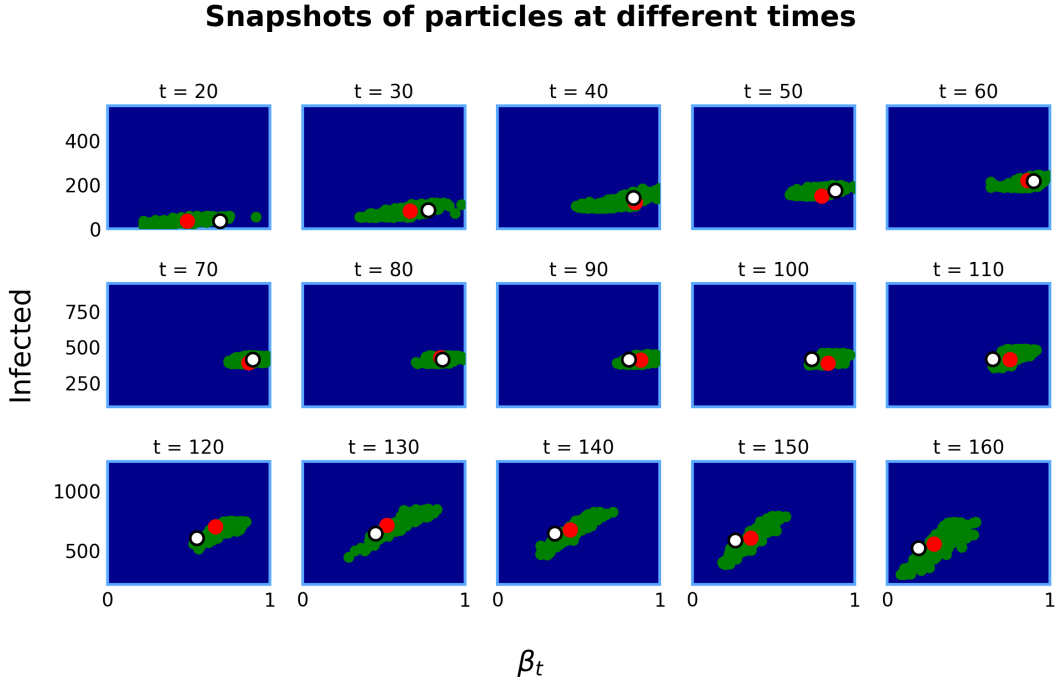 Snapshots of particles at different times
t = 20 t = 30 t = 40 t = 50 t = 60
400
200
0
t = 70 t = 80 t = 90 t = 100 t = 110
750
500
250
t = 120 t = 130 t = 140 t = 150 t = 160
1000
500
0 1 0 1 0 1 0 1 0 1
Infected
βt